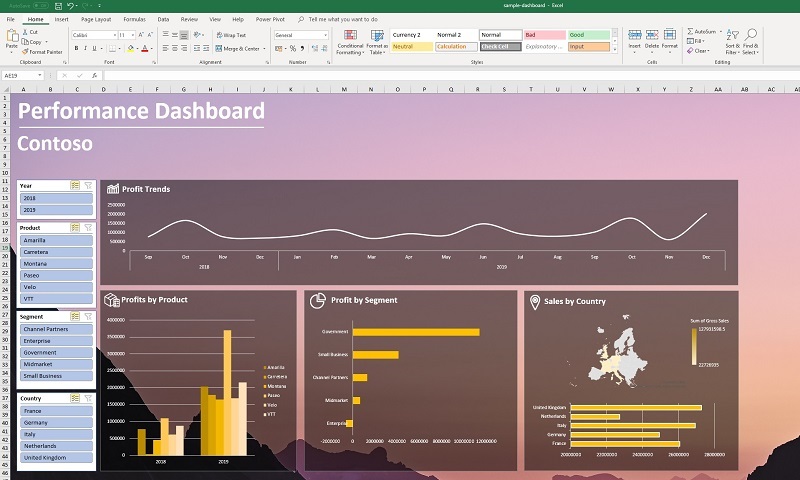 sample-dashboard - Excel
File Home Insert Page Layout Formulas Data Review View Help Power Pivot Tell me what you want to do
Paste
Cut
Copy
Format Painter
Clipboard
Calibri 11
B I U
Font
Wrap Text
Merge & Center
Alignment
General
Number
Conditional Formatting
Format as Table
Currency 2 Normal 2 Normal Bad Good
Neutral Calculation Check Cell Explanatory ... Input
Styles
Insert Delete Format
Cells
AutoSum
Fill
Clear
Sort & Filter
Find & Select
Editing
AE19
fx
A B C D E F G H I J K L M N O P Q R S T U V W X Y Z AA AB AC AD
Performance Dashboard
Contoso
Year
2018
2019
Product
Amarilla
Carretera
Montana
Paseo
Velo
VTT
Segment
Channel Partners
Enterprise
Government
Midmarket
Small Business
Country
France
Germany
Italy
Netherlands
United Kingdom
Profit Trends
2500000
2000000
1500000
1000000
500000
0
Sep Oct Nov Dec Jan Feb Mar Apr May Jun Jul Aug Sep Oct Nov Dec
2018 2019
Profits by Product
4000000
3500000
3000000
2500000
2000000
1500000
1000000
500000
0
2018 2019
Amarilla
Carretera
Montana
Paseo
Velo
VTT
Profit by Segment
Government
Small Business
Channel Partners
Midmarket
Enterprise
-2000000 0 2000000 4000000 6000000 8000000 10000000 12000000
Sales by Country
Sum of Gross Sales
127931598.5
22726935
United Kingdom
Netherlands
Italy
Germany
France
20000000 22000000 24000000 26000000 28000000